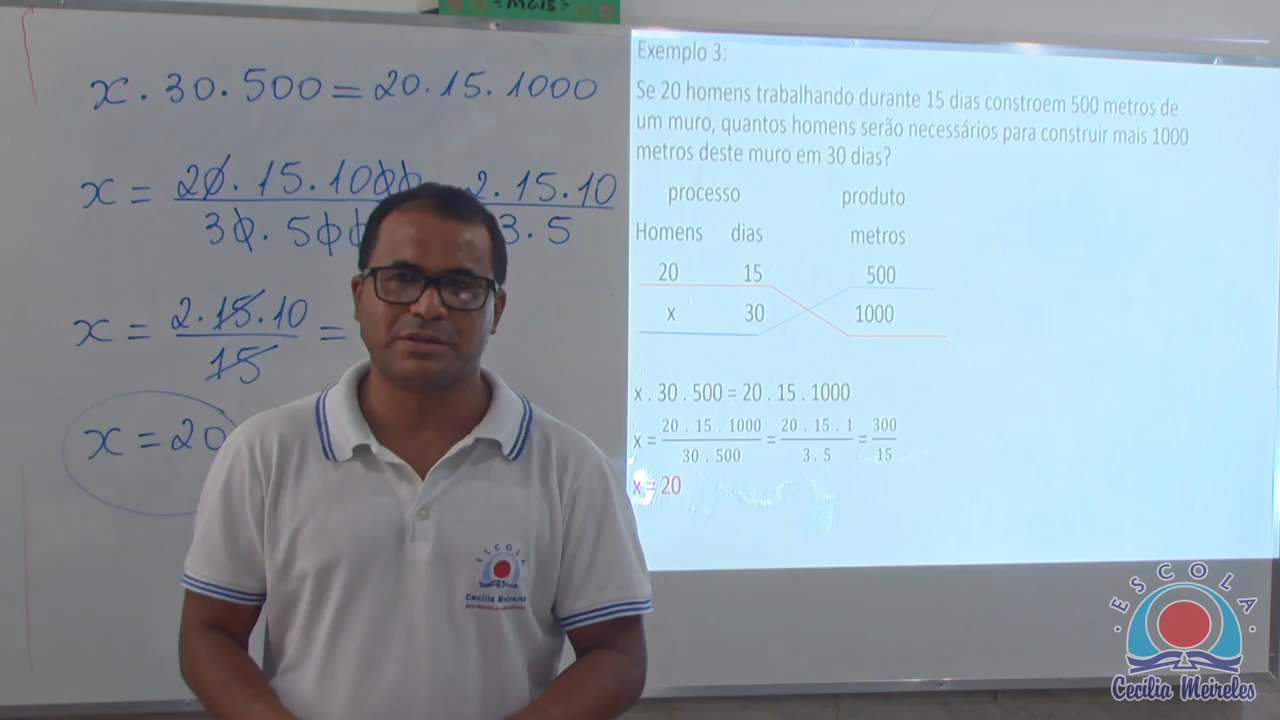 MAIS
x . 30 . 500 = 20 . 15 . 1000
x = 20 . 15 . 1000 2 . 15 . 10
30 . 500 3 . 5
x = 2 . 15 . 10 =
15
x = 20
Exemplo 3:
Se 20 homens trabalhando durante 15 dias constroem 500 metros de
um muro, quantos homens serão necessários para construir mais 1000
metros deste muro em 30 dias?
processo produto
Homens dias metros
20 15 500
x 30 1000
x . 30 . 500 = 20 . 15 . 1000
x = 20 . 15 . 1000 = 20 . 15 . 1 = 300
30 . 500 3 . 5 15
x = 20
ESCOLA
Cecília Meireles
ESCOLA
Cecília Meireles